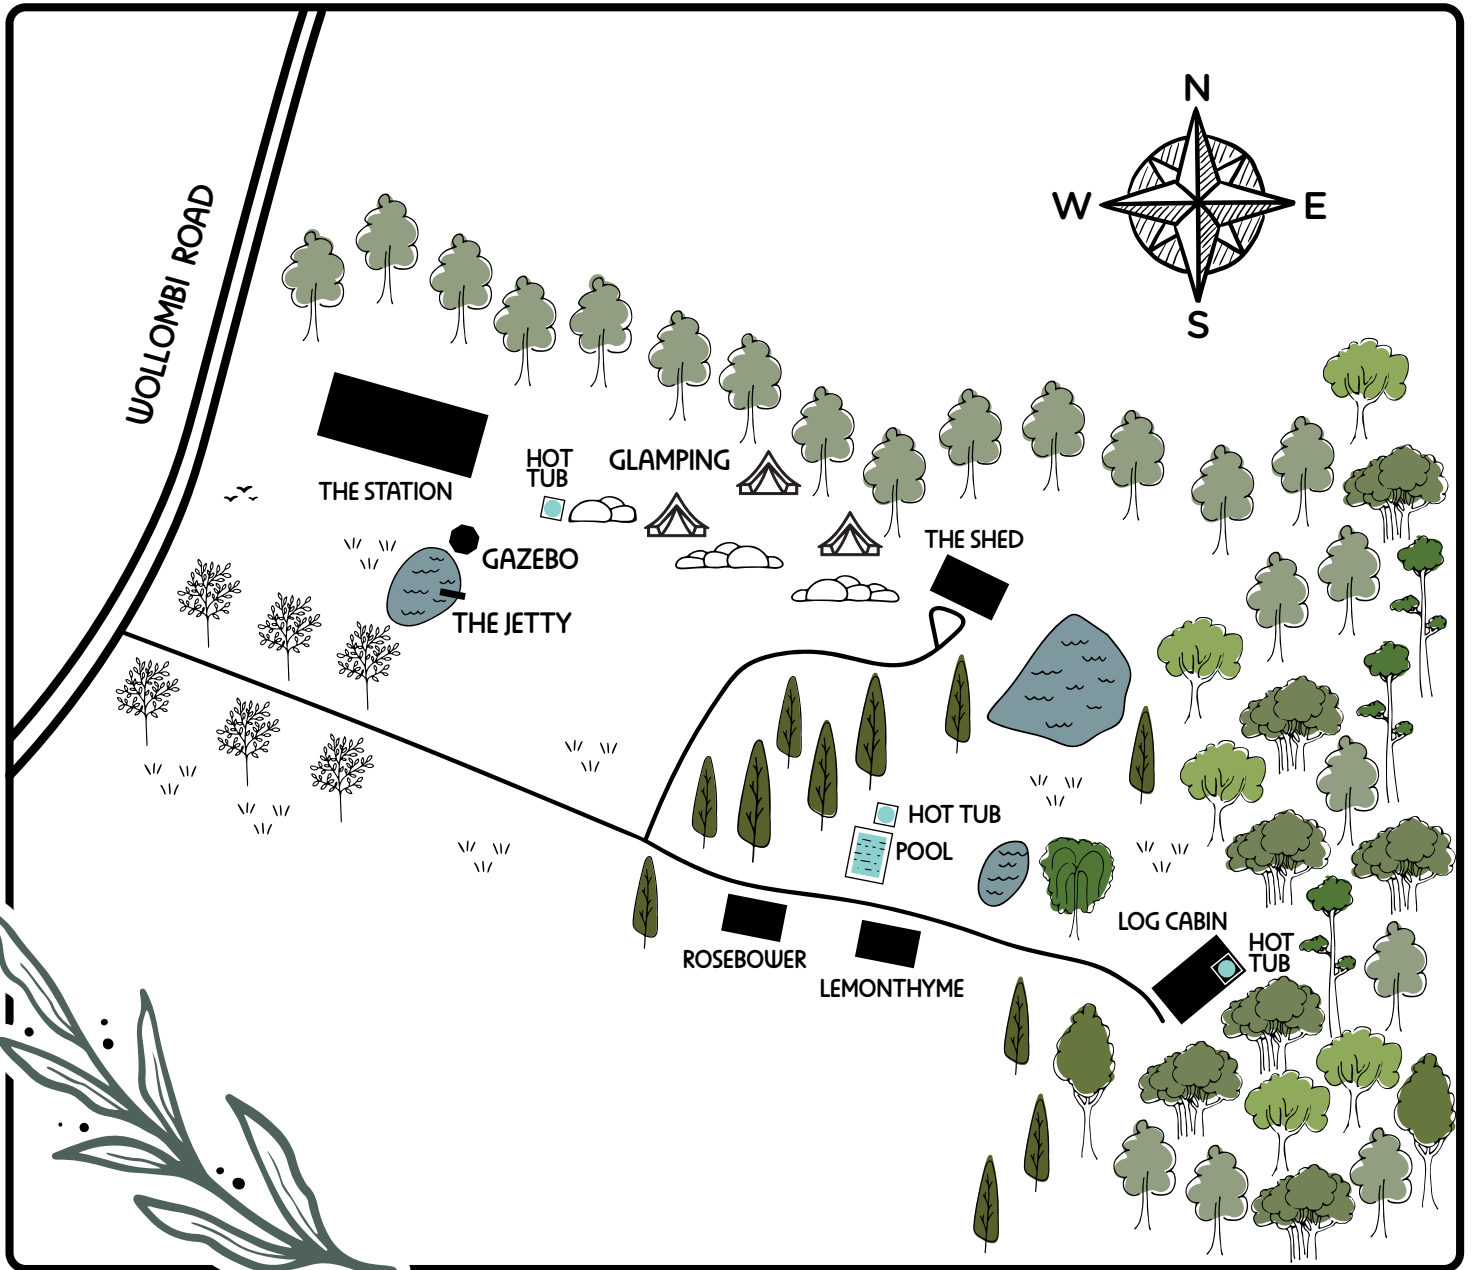 N
W
E
S
WOLLOMBI ROAD
HOT
TUB
GLAMPING
THE STATION
THE SHED
GAZEBO
THE JETTY
HOT TUB
POOL
LOG CABIN
HOT
TUB
ROSEBOWER
LEMONTHYME